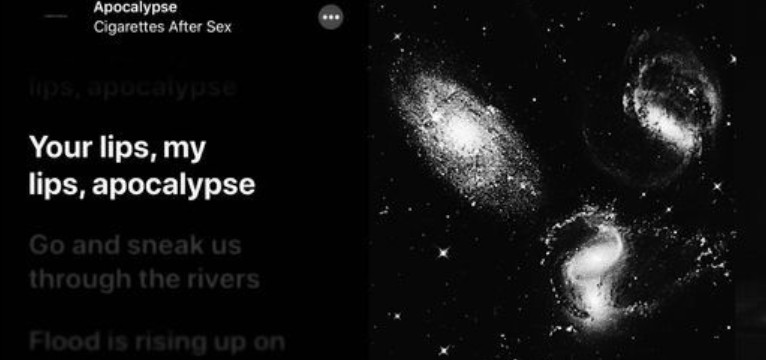 Apocalypse
Cigarettes After Sex
lips, apocalypse
Your lips, my
lips, apocalypse
Go and sneak us
through the rivers
Flood is rising up on